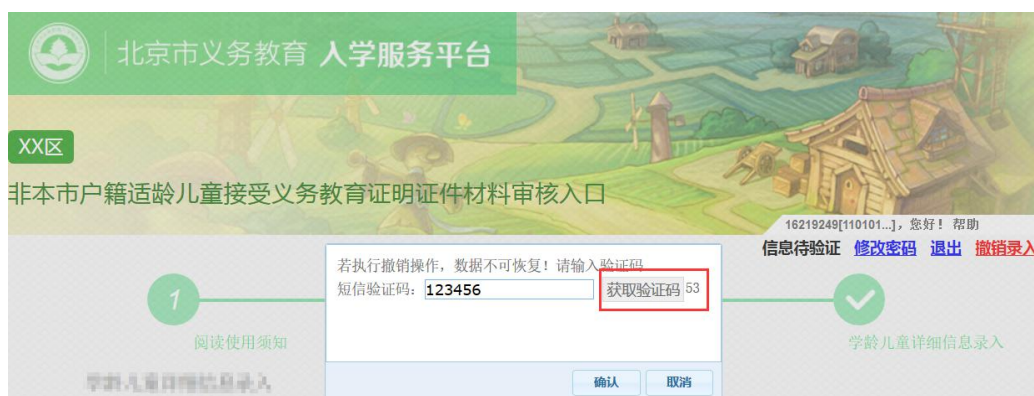 北京市义务教育 入学服务平台
XX区
非本市户籍适龄儿童接受义务教育证明证件材料审核入口
16219249[110101...]，您好！ 帮助
信息待验证 修改密码 退出 撤销录入
若执行撤销操作，数据不可恢复！请输入验证码
短信验证码：123456 获取验证码 53
1
阅读使用须知
学龄儿童详细信息录入
确认 取消